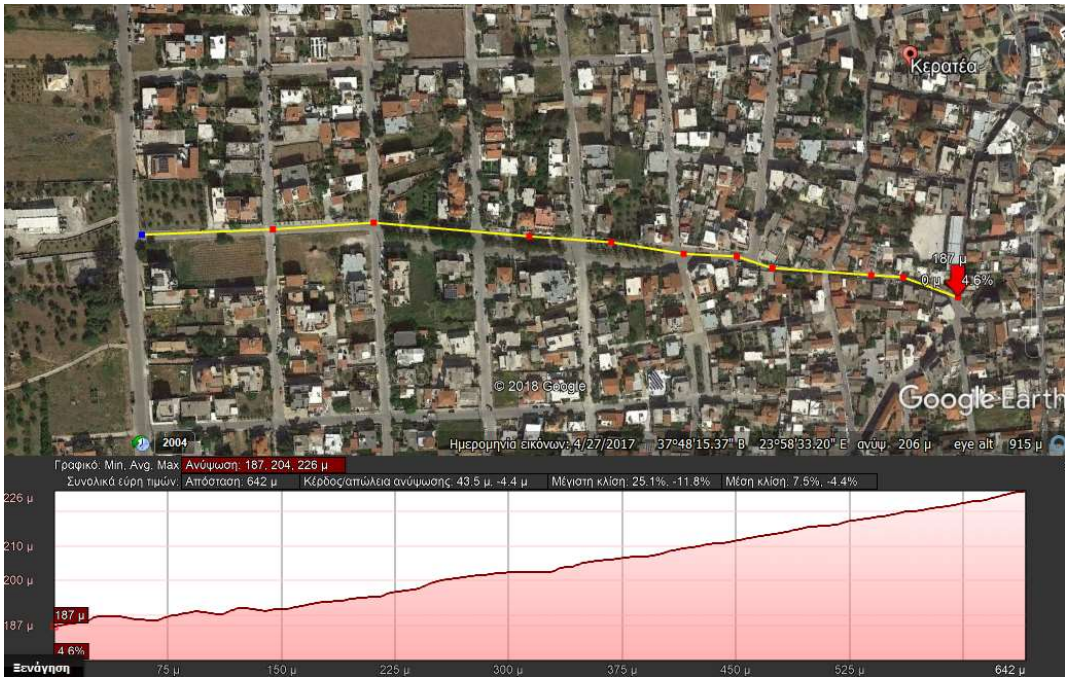 Κερατέα
187 μ
0 μ 4.6%
© 2018 Google
Google Earth
2004
Ημερομηνία εικόνων: 4/27/2017 37°48'15.37" Β 23°58'33.20" Ε ανύψ. 206 μ eye alt 915 μ
Γραφικό: Min, Avg, Max Ανύψωση: 187, 204, 226 μ
Συνολικά εύρη τιμών: Απόσταση: 642 μ Κέρδος/απώλεια ανύψωσης: 43.5 μ, -4.4 μ Μέγιστη κλίση: 25.1%, -11.8% Μέση κλίση: 7.5%, -4.4%
226 μ
210 μ
200 μ
187 μ
187 μ
4.6%
Ξενάγηση 75 μ 150 μ 225 μ 300 μ 375 μ 450 μ 525 μ 642 μ